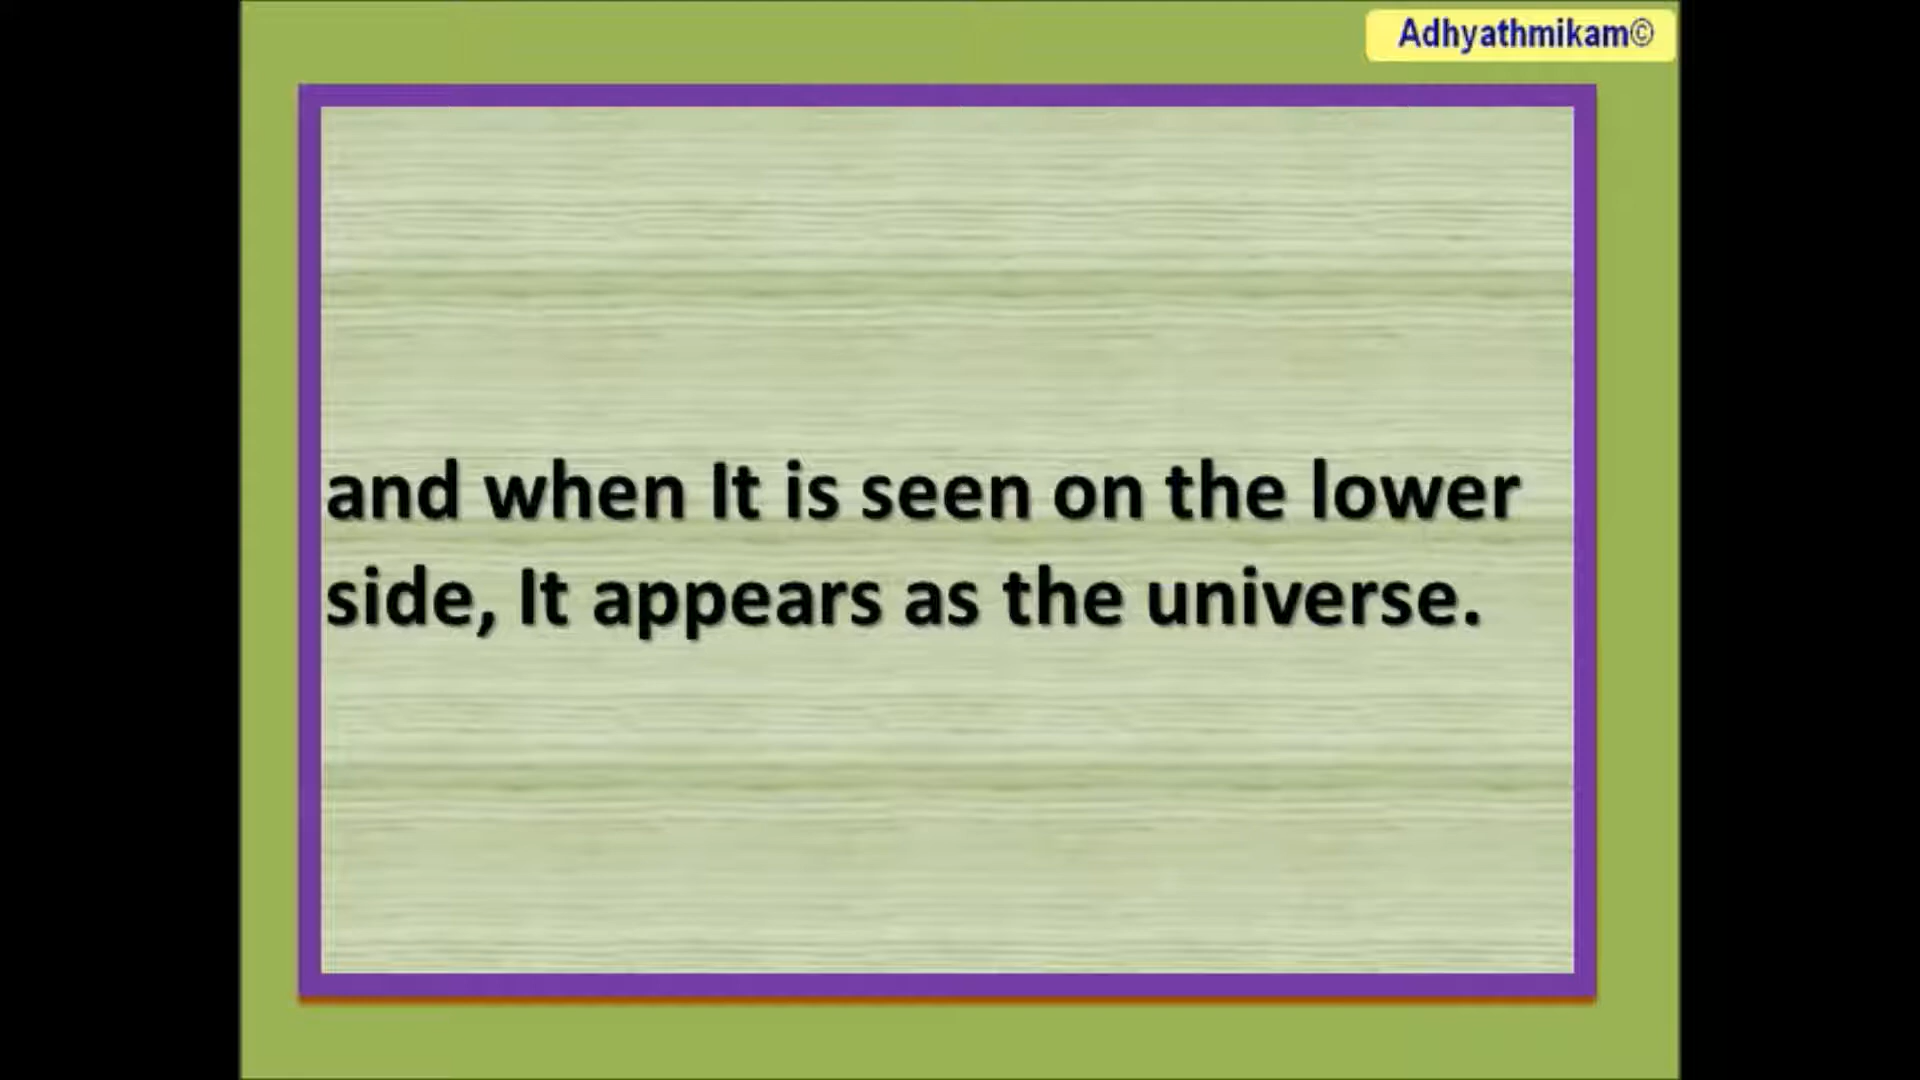 Adhyathmikam©
and when It is seen on the lower
side, It appears as the universe.